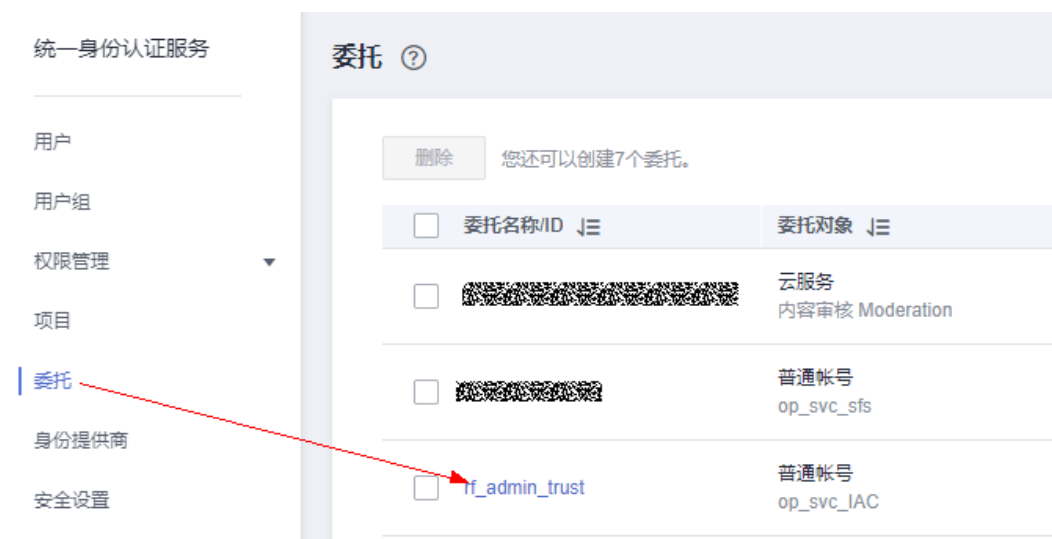 统一身份认证服务
用户
用户组
权限管理
项目
委托
身份提供商
安全设置
委托 ?
删除 您还可以创建7个委托。
委托名称/ID 委托对象
云服务
内容审核 Moderation
普通帐号
op_svc_sfs
rf_admin_trust 普通帐号
op_svc_IAC